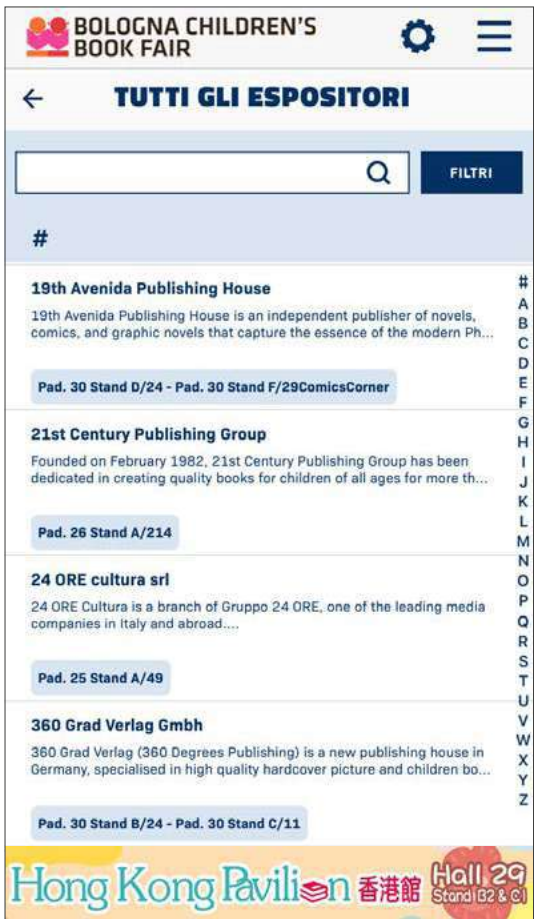 BOLOGNA CHILDREN'S
BOOK FAIR
TUTTI GLI ESPOSITORI
FILTRI
#
19th Avenida Publishing House
19th Avenida Publishing House is an independent publisher of novels,
comics, and graphic novels that capture the essence of the modern Ph...
Pad. 30 Stand D/24 - Pad. 30 Stand F/29ComicsCorner
21st Century Publishing Group
Founded on February 1982, 21st Century Publishing Group has been
dedicated in creating quality books for children of all ages for more th...
Pad. 26 Stand A/214
24 ORE cultura srl
24 ORE Cultura is a branch of Gruppo 24 ORE, one of the leading media
companies in Italy and abroad....
Pad. 25 Stand A/49
360 Grad Verlag Gmbh
360 Grad Verlag (360 Degrees Publishing) is a new publishing house in
Germany, specialised in high quality hardcover picture and children bo...
Pad. 30 Stand B/24 - Pad. 30 Stand C/11
#
A
B
C
D
E
F
G
H
I
J
K
L
M
N
O
P
Q
R
S
T
U
V
W
X
Y
Z
Hong Kong Pavilion 香港館
Hall 29
Stand B2 & C1